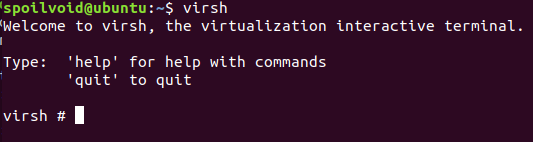 spoilvoid@ubuntu:~$ virsh
Welcome to virsh, the virtualization interactive terminal.
Type:  'help' for help with commands
       'quit' to quit
virsh #